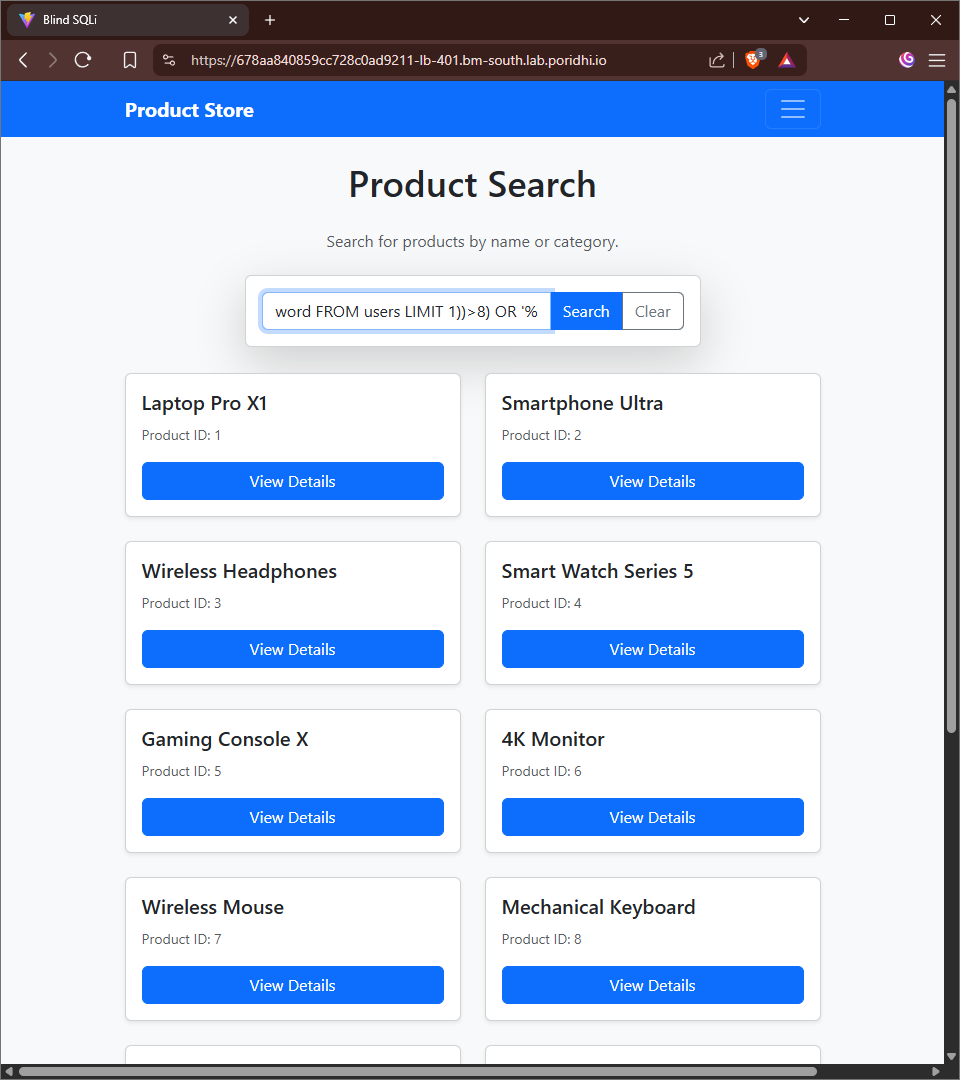 Blind SQLi
https://678aa840859cc728c0ad9211-lb-401.bm-south.lab.poridhi.io
3
Product Store
Product Search
Search for products by name or category.
word FROM users LIMIT 1))>8) OR '%
Search
Clear
Laptop Pro X1
Product ID: 1
View Details
Smartphone Ultra
Product ID: 2
View Details
Wireless Headphones
Product ID: 3
View Details
Smart Watch Series 5
Product ID: 4
View Details
Gaming Console X
Product ID: 5
View Details
4K Monitor
Product ID: 6
View Details
Wireless Mouse
Product ID: 7
View Details
Mechanical Keyboard
Product ID: 8
View Details